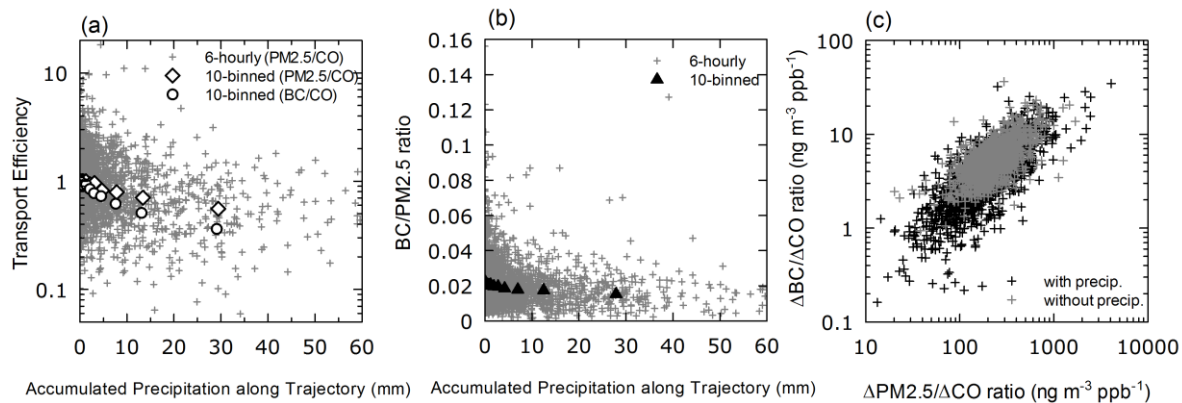 (a)
Transport Efficiency
10
1
0.1
0 10 20 30 40 50 60
6-hourly (PM2.5/CO)
10-binned (PM2.5/CO)
10-binned (BC/CO)
Accumulated Precipitation along Trajectory (mm)
(b)
BC/PM2.5 ratio
0.16
0.14
0.12
0.1
0.08
0.06
0.04
0.02
0
0 10 20 30 40 50 60
6-hourly
10-binned
Accumulated Precipitation along Trajectory (mm)
(c)
ΔBC/ΔCO ratio (ng m⁻³ ppb⁻¹)
100
10
1
0.1
10 100 1000 10000
with precip.
without precip.
ΔPM2.5/ΔCO ratio (ng m⁻³ ppb⁻¹)